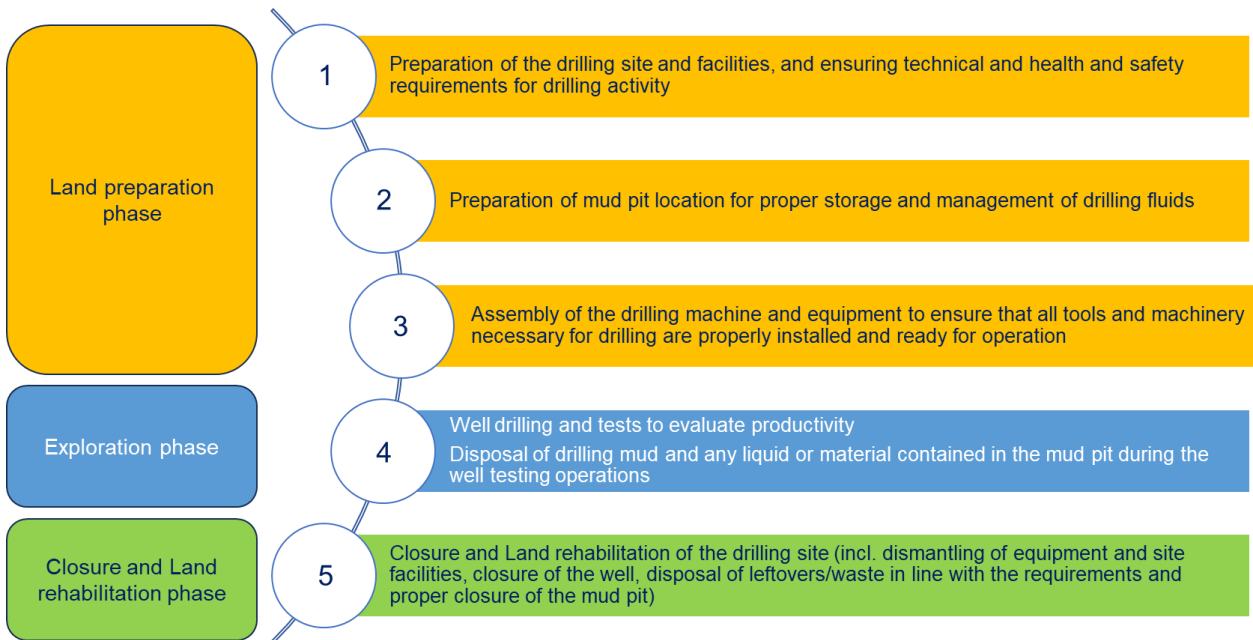 Land preparation
phase
1
Preparation of the drilling site and facilities, and ensuring technical and health and safety
requirements for drilling activity
2
Preparation of mud pit location for proper storage and management of drilling fluids
3
Assembly of the drilling machine and equipment to ensure that all tools and machinery
necessary for drilling are properly installed and ready for operation
Exploration phase
4
Well drilling and tests to evaluate productivity
Disposal of drilling mud and any liquid or material contained in the mud pit during the
well testing operations
Closure and Land
rehabilitation phase
5
Closure and Land rehabilitation of the drilling site (incl. dismantling of equipment and site
facilities, closure of the well, disposal of leftovers/waste in line with the requirements and
proper closure of the mud pit)